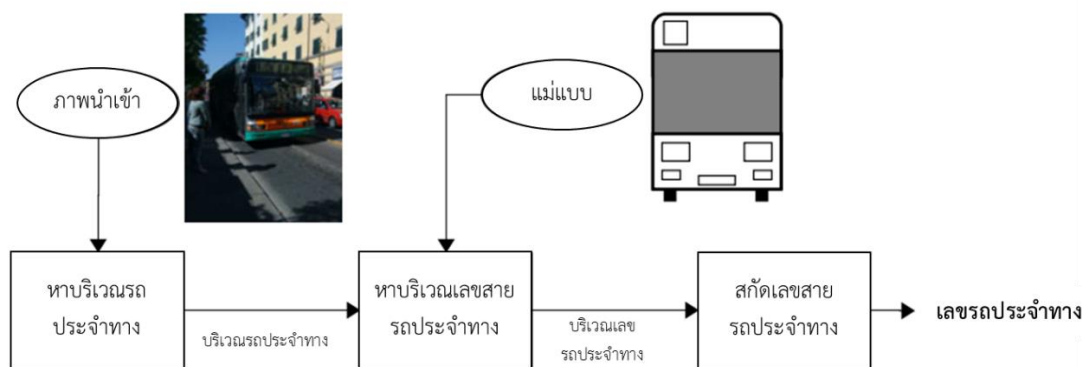 ภาพนำเข้า
แม่แบบ
หาบริเวณรถ
ประจำทาง
บริเวณรถประจำทาง
หาบริเวณเลขสาย
รถประจำทาง
บริเวณเลข
รถประจำทาง
สกัดเลขสาย
รถประจำทาง
เลขรถประจำทาง